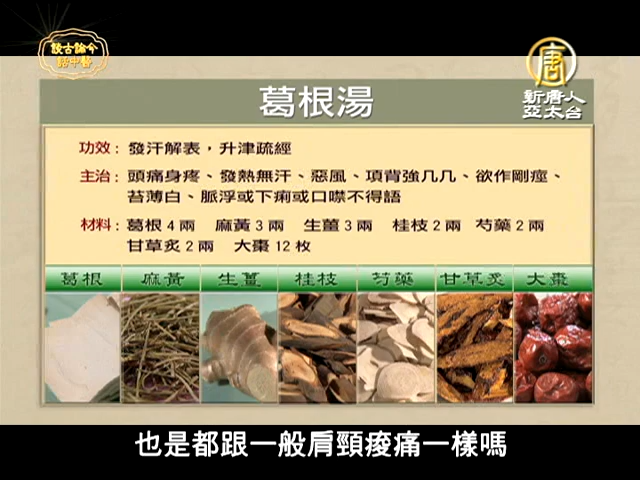 談古論今
話中醫
新唐人
亞太台
葛根湯
功效：發汗解表，升津疏經
主治：頭痛身疼、發熱無汗、惡風、項背強几几、欲作剛痙、
苔薄白、脈浮或下痢或口噤不得語
材料：葛根4兩 麻黃3兩 生薑3兩 桂枝2兩 芍藥2兩
甘草炙2兩 大棗12枚
葛根 麻黃 生薑 桂枝 芍藥 甘草炙 大棗
也是都跟一般肩頸痠痛一樣嗎